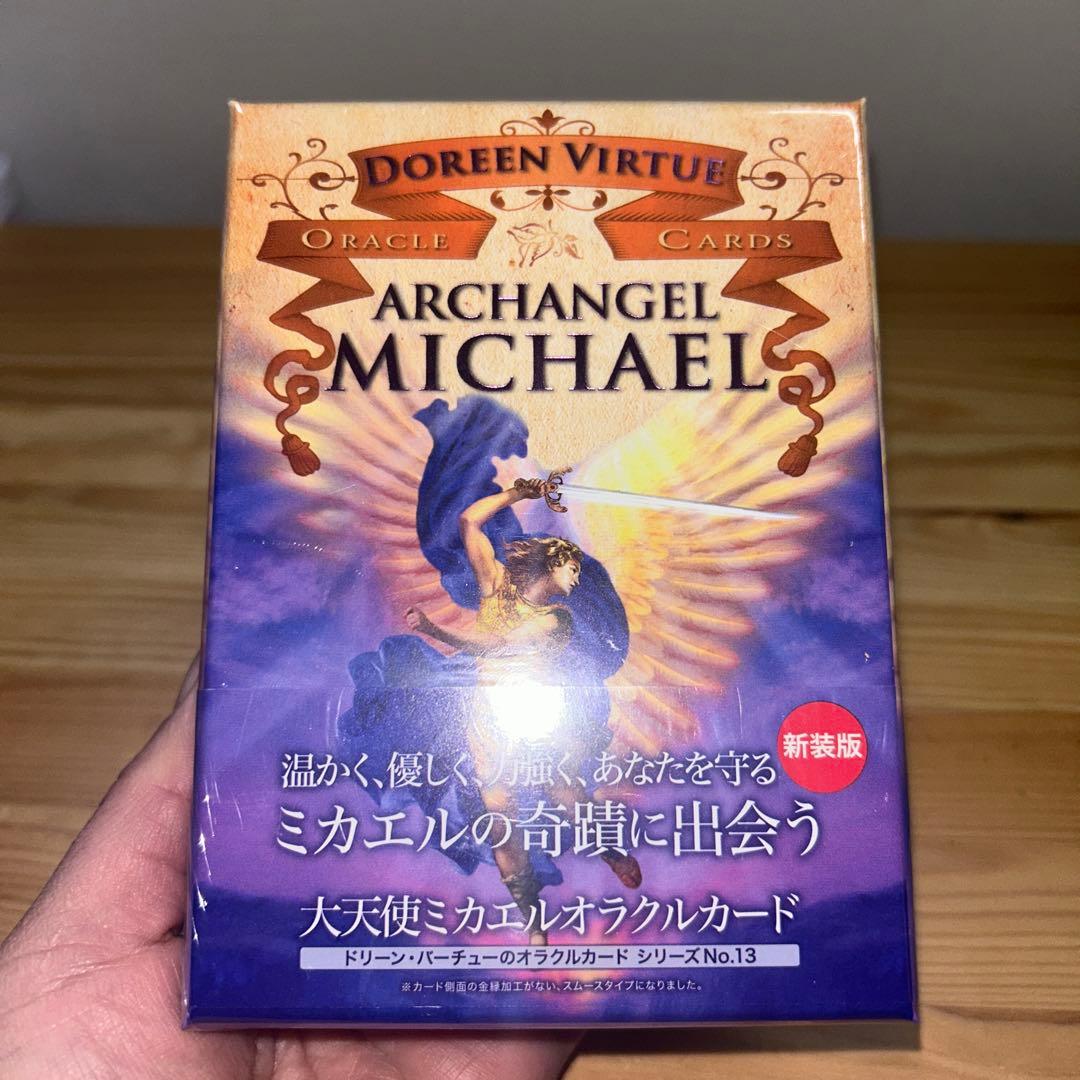 DOREEN VIRTUE
ORACLE CARDS
ARCHANGEL
MICHAEL
新装版
温かく、優しく、力強く、あなたを守る
ミカエルの奇蹟に出会う
大天使ミカエルオラクルカード
ドリーン・バーチューのオラクルカード シリーズNo.13
※カード側面の金縁加工がない、スムースタイプになりました。